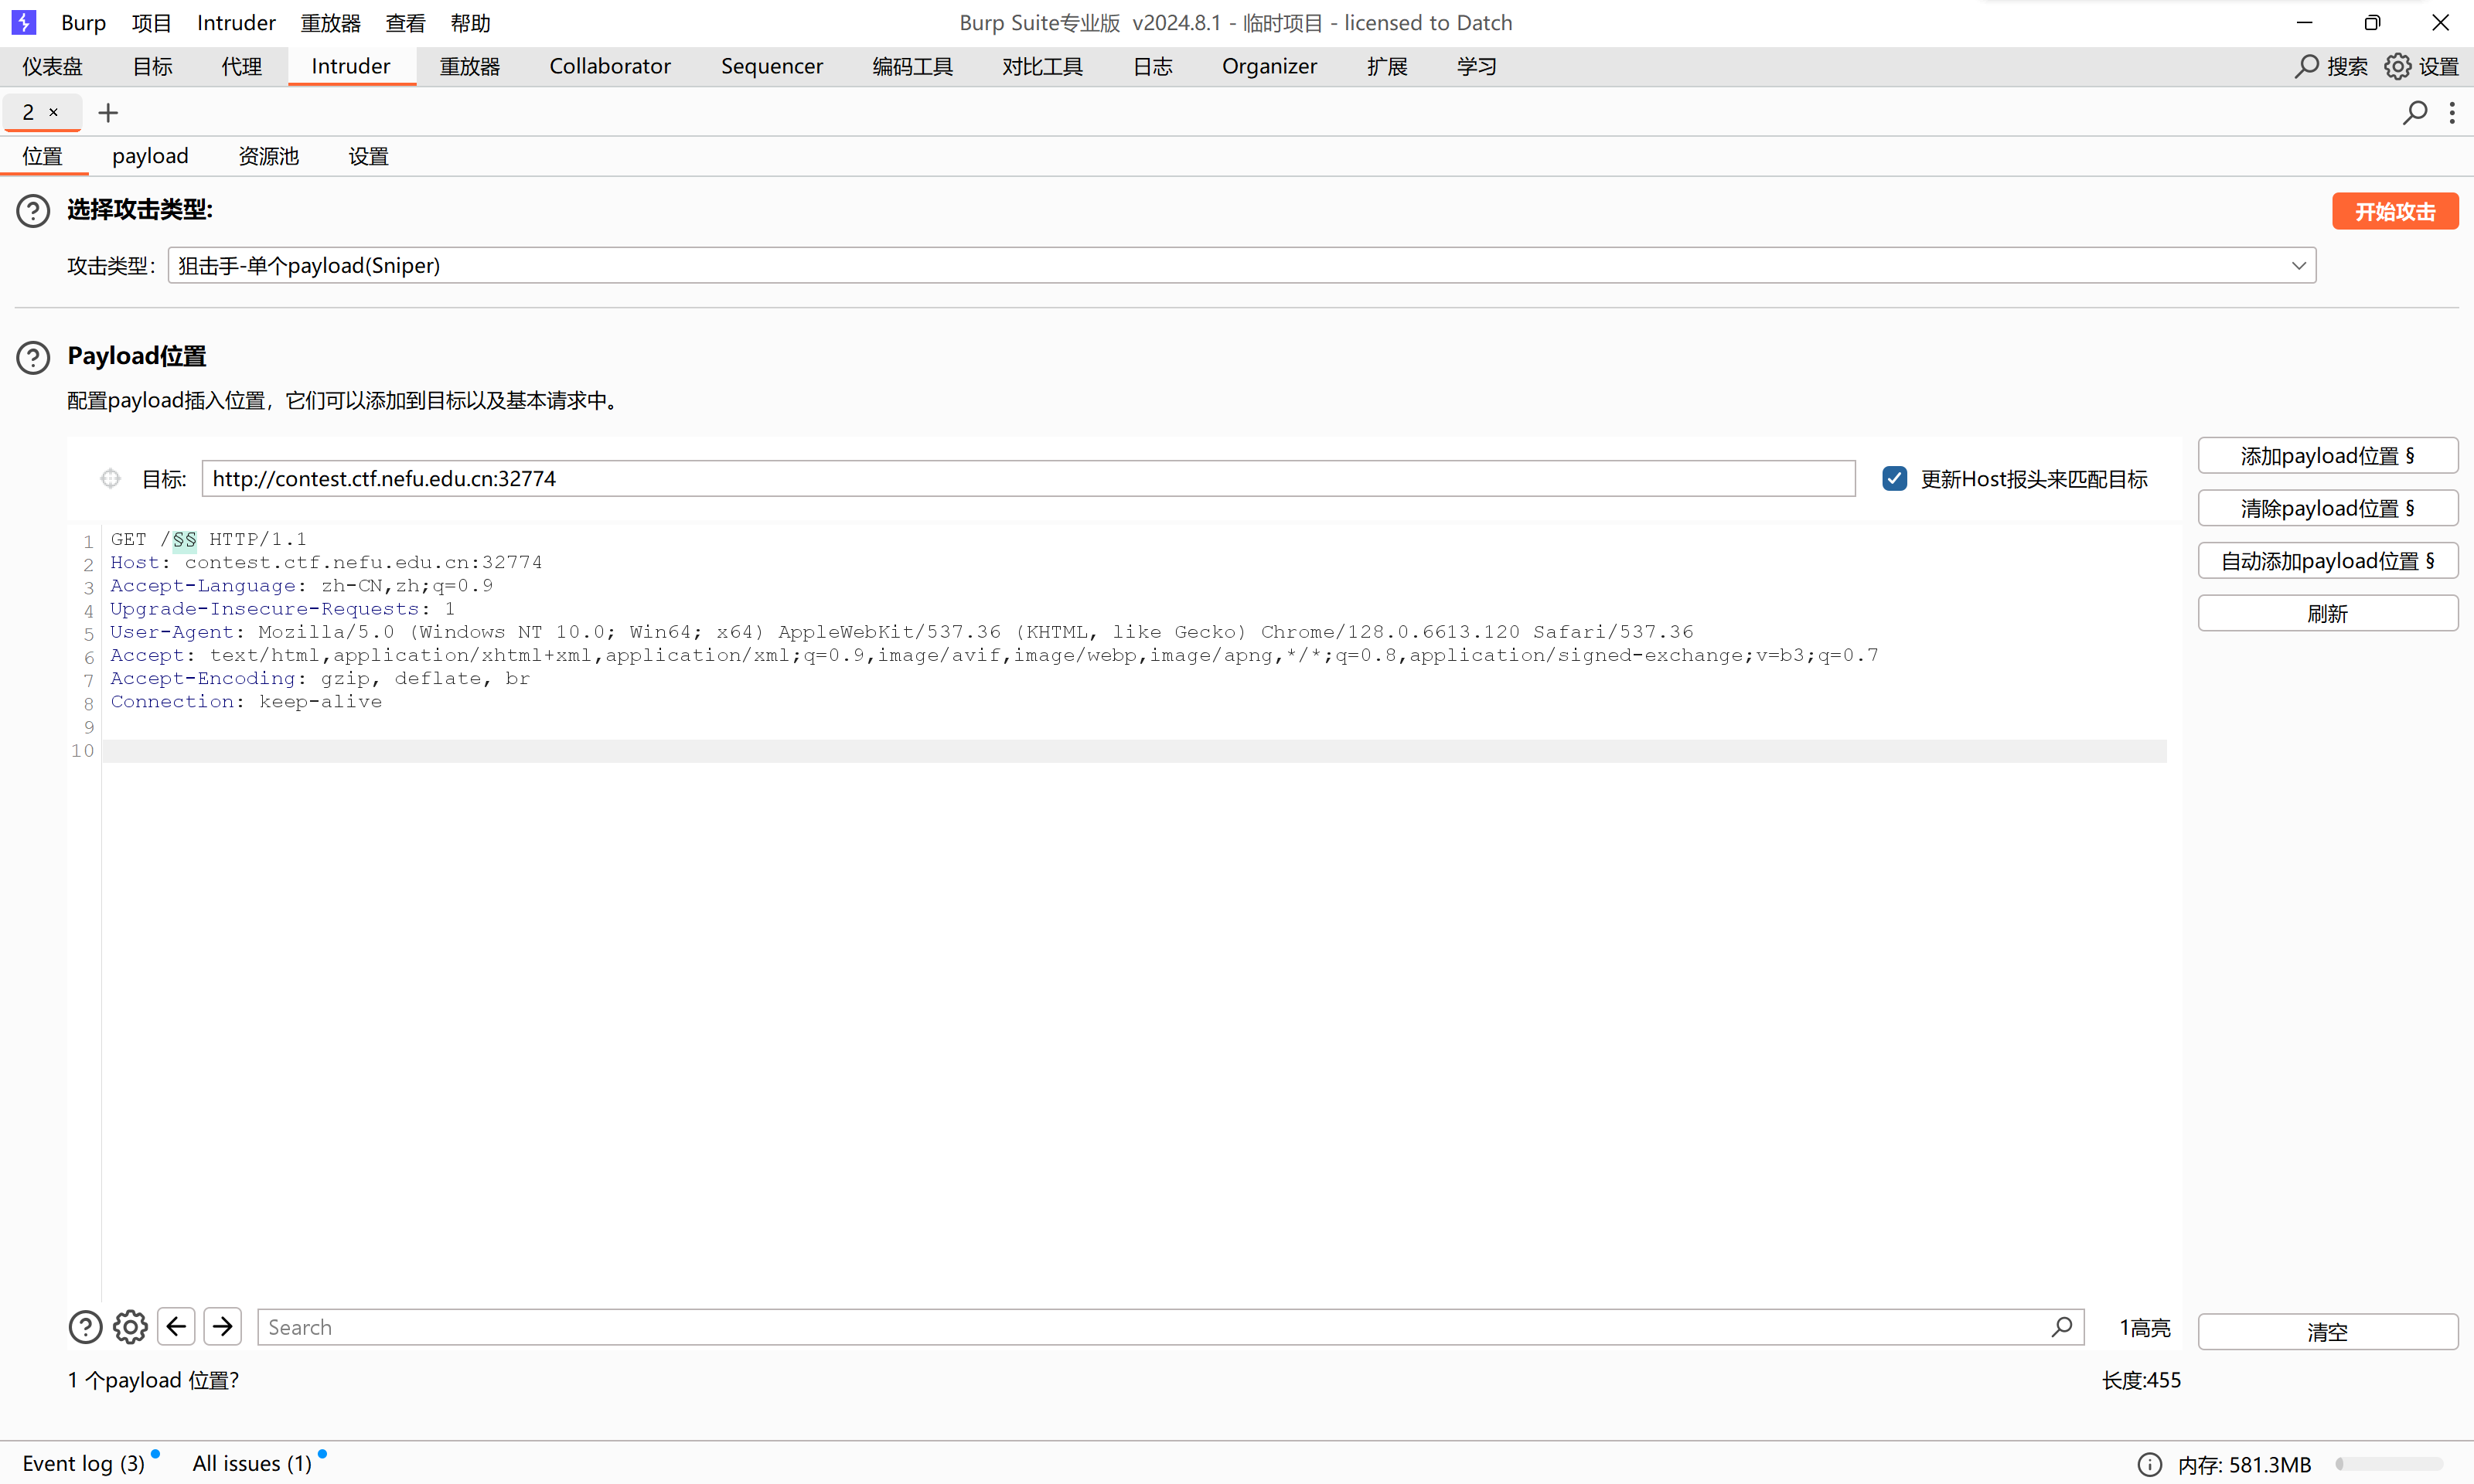 Burp 项目 Intruder 重放器 查看 帮助 Burp Suite专业版 v2024.8.1 - 临时项目 - licensed to Datch
仪表盘 目标 代理 Intruder 重放器 Collaborator Sequencer 编码工具 对比工具 日志 Organizer 扩展 学习 搜索 设置
2 × +
位置 payload 资源池 设置
选择攻击类型: 开始攻击
攻击类型: 狙击手-单个payload(Sniper)
Payload位置
配置payload插入位置，它们可以添加到目标以及基本请求中。
目标: http://contest.ctf.nefu.edu.cn:32774 更新Host报头来匹配目标
添加payload位置 §
清除payload位置 §
自动添加payload位置 §
刷新
1 GET /§§ HTTP/1.1
2 Host: contest.ctf.nefu.edu.cn:32774
3 Accept-Language: zh-CN,zh;q=0.9
4 Upgrade-Insecure-Requests: 1
5 User-Agent: Mozilla/5.0 (Windows NT 10.0; Win64; x64) AppleWebKit/537.36 (KHTML, like Gecko) Chrome/128.0.6613.120 Safari/537.36
6 Accept: text/html,application/xhtml+xml,application/xml;q=0.9,image/avif,image/webp,image/apng,*/*;q=0.8,application/signed-exchange;v=b3;q=0.7
7 Accept-Encoding: gzip, deflate, br
8 Connection: keep-alive
9
10
Search 1高亮 清空
1 个payload 位置? 长度:455
Event log (3) All issues (1) 内存: 581.3MB